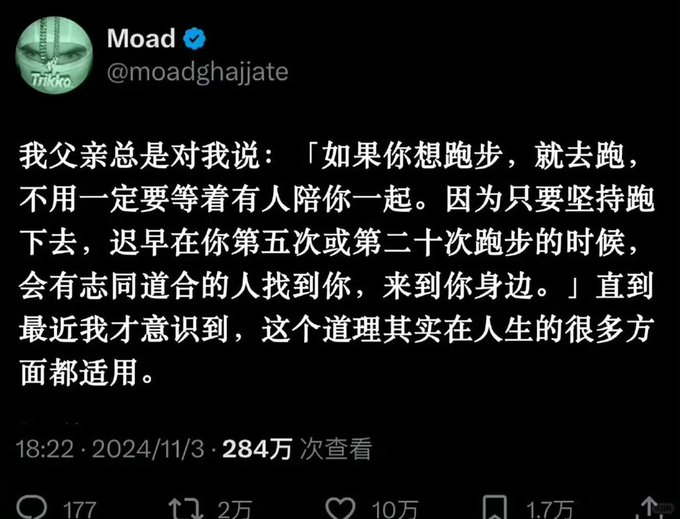 Trikko
Moad
@moadghajjate
我父亲总是对我说：「如果你想跑步，就去跑，
不用一定要等着有人陪你一起。因为只要坚持跑
下去，迟早在你第五次或第二十次跑步的时候，
会有志同道合的人找到你，来到你身边。」直到
最近我才意识到，这个道理其实在人生的很多方
面都适用。
18:22 · 2024/11/3 · 284万 次查看
177 2万 10万 1.7万